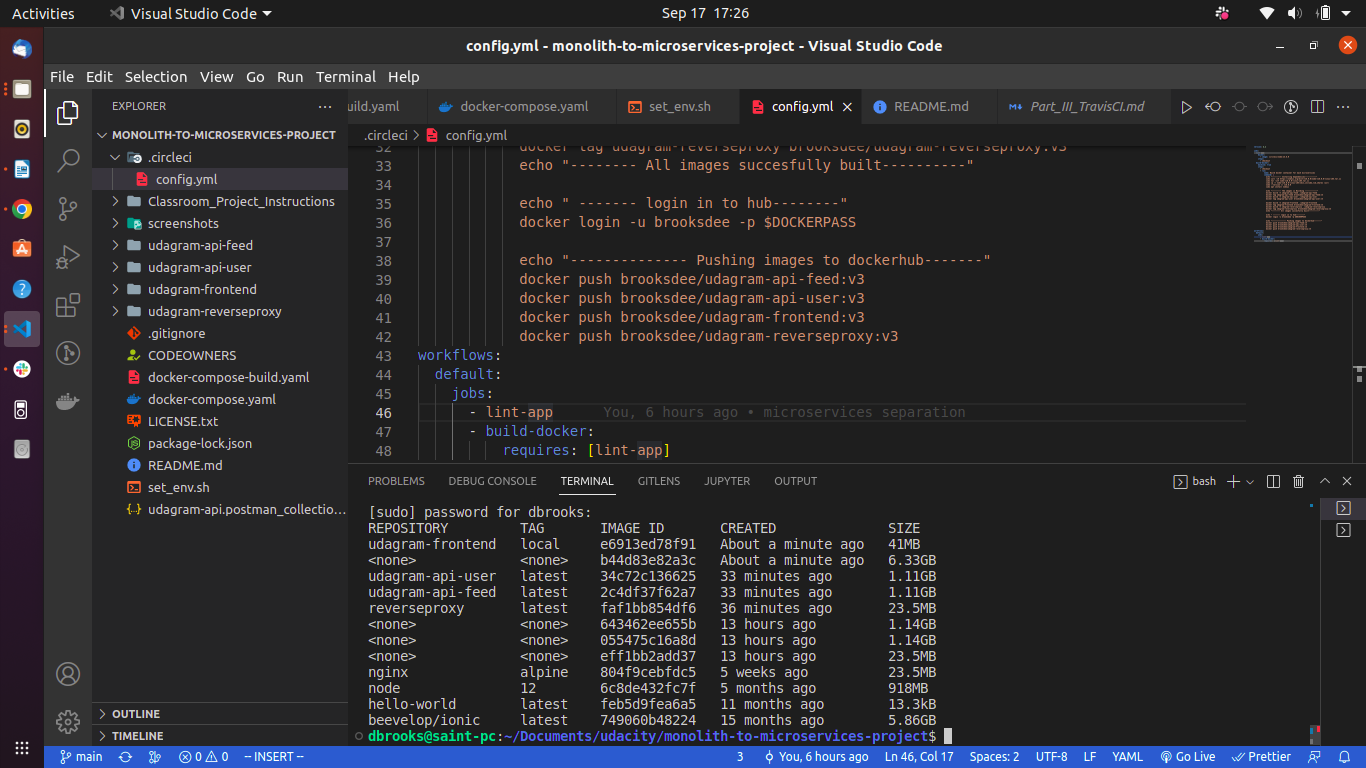 Activities Visual Studio Code Sep 17 17:26
config.yml - monolith-to-microservices-project - Visual Studio Code
File Edit Selection View Go Run Terminal Help
EXPLORER ···
MONOLITH-TO-MICROSERVICES-PROJECT
.circleci
config.yml
Classroom_Project_Instructions
screenshots
udagram-api-feed
udagram-api-user
udagram-frontend
udagram-reverseproxy
.gitignore
CODEOWNERS
docker-compose-build.yaml
docker-compose.yaml
LICENSE.txt
package-lock.json
README.md
set_env.sh
udagram-api.postman_collectio...
OUTLINE
TIMELINE
uild.yaml docker-compose.yaml set_env.sh config.yml README.md Part_III_TravisCI.md
.circleci > config.yml
32 docker tag udagram-reverseproxy brooksdee/udagram-reverseproxy:v3
33 echo "-------- All images succesfully built----------"
34
35 echo " ------- login in to hub--------"
36 docker login -u brooksdee -p $DOCKERPASS
37
38 echo "-------------- Pushing images to dockerhub-------"
39 docker push brooksdee/udagram-api-feed:v3
40 docker push brooksdee/udagram-api-user:v3
41 docker push brooksdee/udagram-frontend:v3
42 docker push brooksdee/udagram-reverseproxy:v3
43 workflows:
44 default:
45 jobs:
46 - lint-app You, 6 hours ago • microservices separation
47 - build-docker:
48 requires: [lint-app]
PROBLEMS DEBUG CONSOLE TERMINAL GITLENS JUPYTER OUTPUT bash
[sudo] password for dbrooks:
REPOSITORY TAG IMAGE ID CREATED SIZE
udagram-frontend local e6913ed78f91 About a minute ago 41MB
<none> <none> b44d83e82a3c About a minute ago 6.33GB
udagram-api-user latest 34c72c136625 33 minutes ago 1.11GB
udagram-api-feed latest 2c4df37f62a7 33 minutes ago 1.11GB
reverseproxy latest faf1bb854df6 36 minutes ago 23.5MB
<none> <none> 643462ee655b 13 hours ago 1.14GB
<none> <none> 055475c16a8d 13 hours ago 1.14GB
<none> <none> eff1bb2add37 13 hours ago 23.5MB
nginx alpine 804f9cebfdc5 5 weeks ago 23.5MB
node 12 6c8de432fc7f 5 months ago 918MB
hello-world latest feb5d9fea6a5 11 months ago 13.3kB
beevelop/ionic latest 749060b48224 15 months ago 5.86GB
dbrooks@saint-pc:~/Documents/udacity/monolith-to-microservices-project$
main 0 0 -- INSERT -- 3 You, 6 hours ago Ln 46, Col 17 Spaces: 2 UTF-8 LF YAML Go Live Prettier